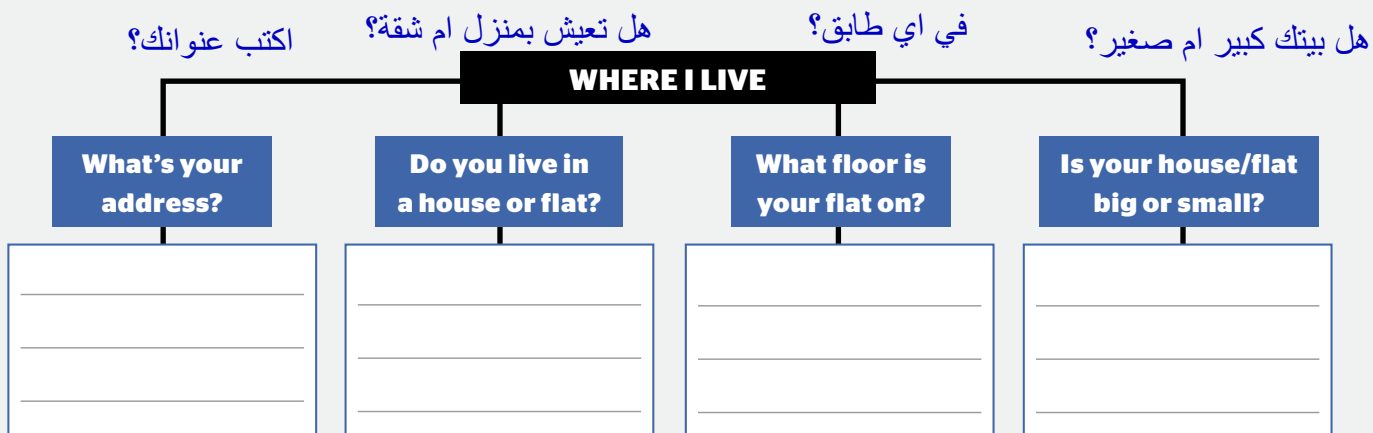 اكتب عنوانك؟
هل تعيش بمنزل ام شقة؟
في اي طابق؟
هل بيتك كبير ام صغير؟
WHERE I LIVE
What's your
address?
Do you live in
a house or flat?
What floor is
your flat on?
Is your house/flat
big or small?